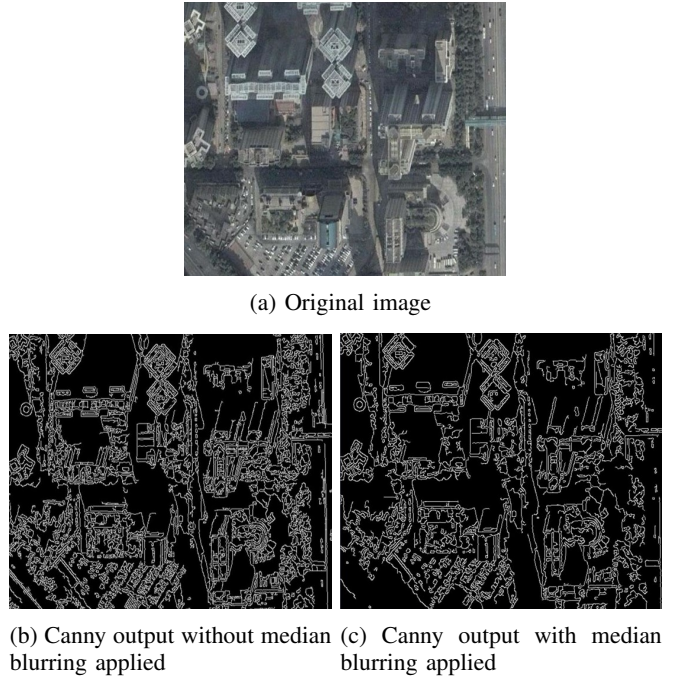 (a) Original image
(b) Canny output without median blurring applied
(c) Canny output with median blurring applied